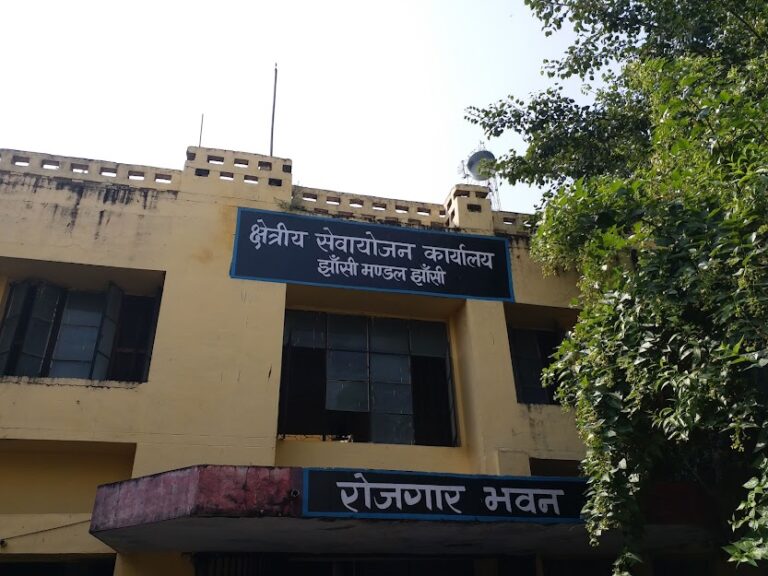 क्षेत्रीय सेवायोजन कार्यालय
झाँसी मण्डल झाँसी
रोजगार भवन